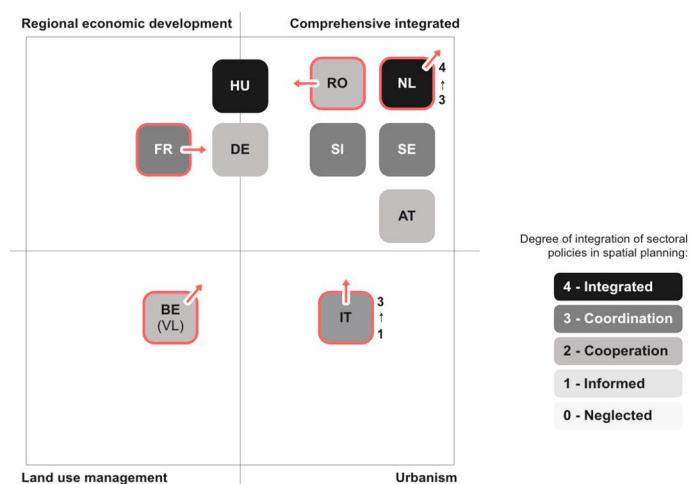 Regional economic development
Comprehensive integrated
HU
RO
NL
4
↑
3
FR
DE
SI
SE
AT
BE
(VL)
IT
3
↑
1
Degree of integration of sectoral
policies in spatial planning:
4 - Integrated
3 - Coordination
2 - Cooperation
1 - Informed
0 - Neglected
Land use management
Urbanism